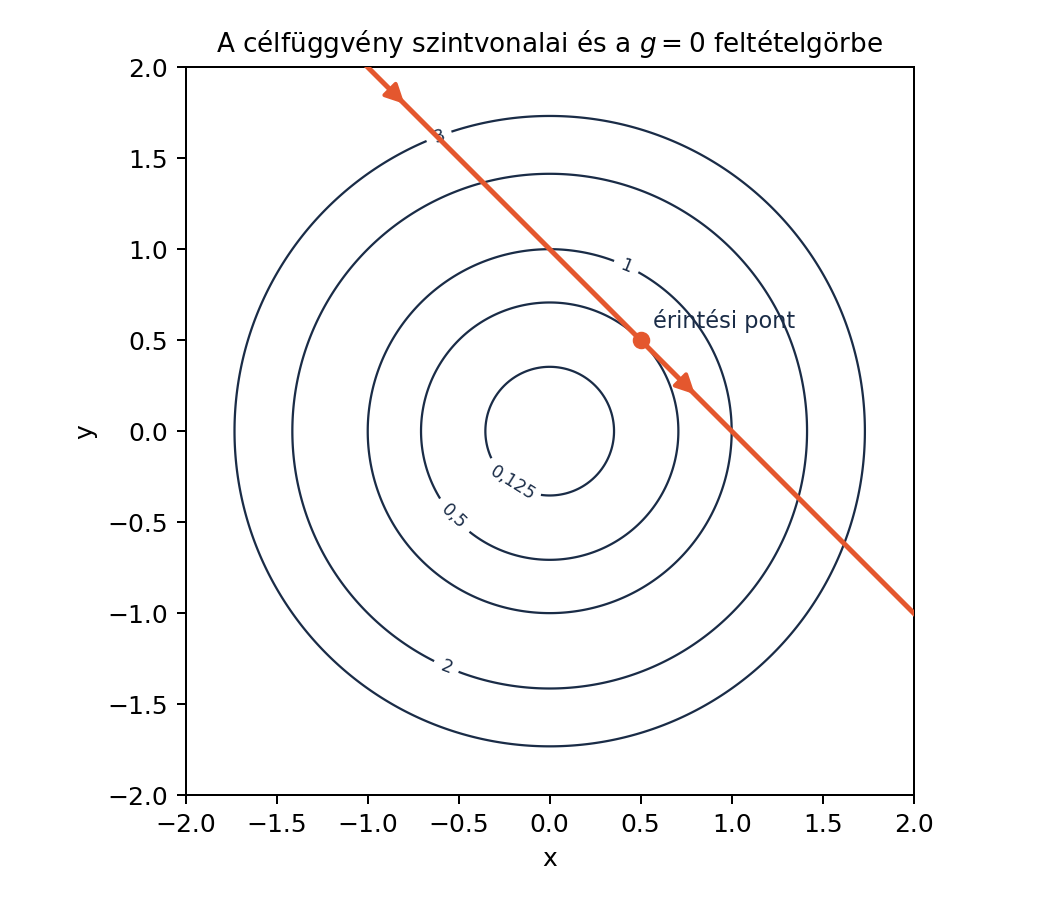 A célfüggvény szintvonalai és a g = 0 feltételgörbe
2.0
1.5
1.0
0.5
0.0
−0.5
−1.0
−1.5
−2.0
y
3
1
érintési pont
0,125
0,5
2
−2.0 −1.5 −1.0 −0.5 0.0 0.5 1.0 1.5 2.0
x